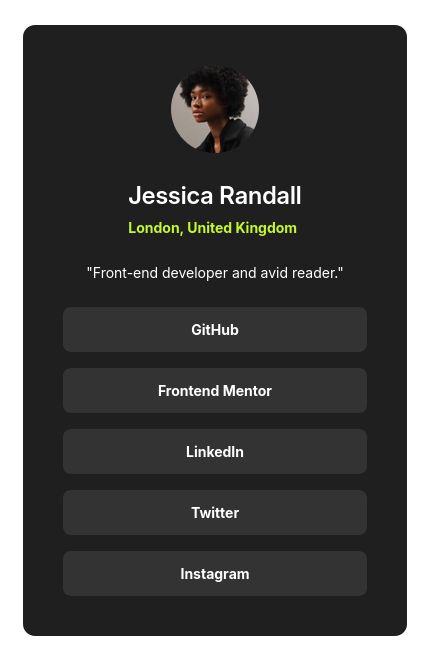 Jessica Randall
London, United Kingdom
"Front-end developer and avid reader."
GitHub
Frontend Mentor
LinkedIn
Twitter
Instagram